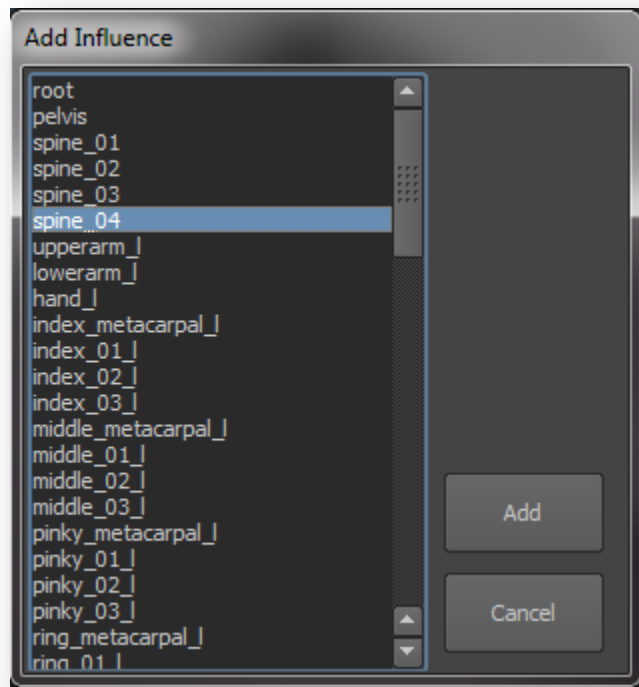 Add Influence
root
pelvis
spine_01
spine_02
spine_03
spine_04
upperarm_l
lowerarm_l
hand_l
index_metacarpal_l
index_01_l
index_02_l
index_03_l
middle_metacarpal_l
middle_01_l
middle_02_l
middle_03_l
pinky_metacarpal_l
pinky_01_l
pinky_02_l
pinky_03_l
ring_metacarpal_l
ring_01_l
Add
Cancel